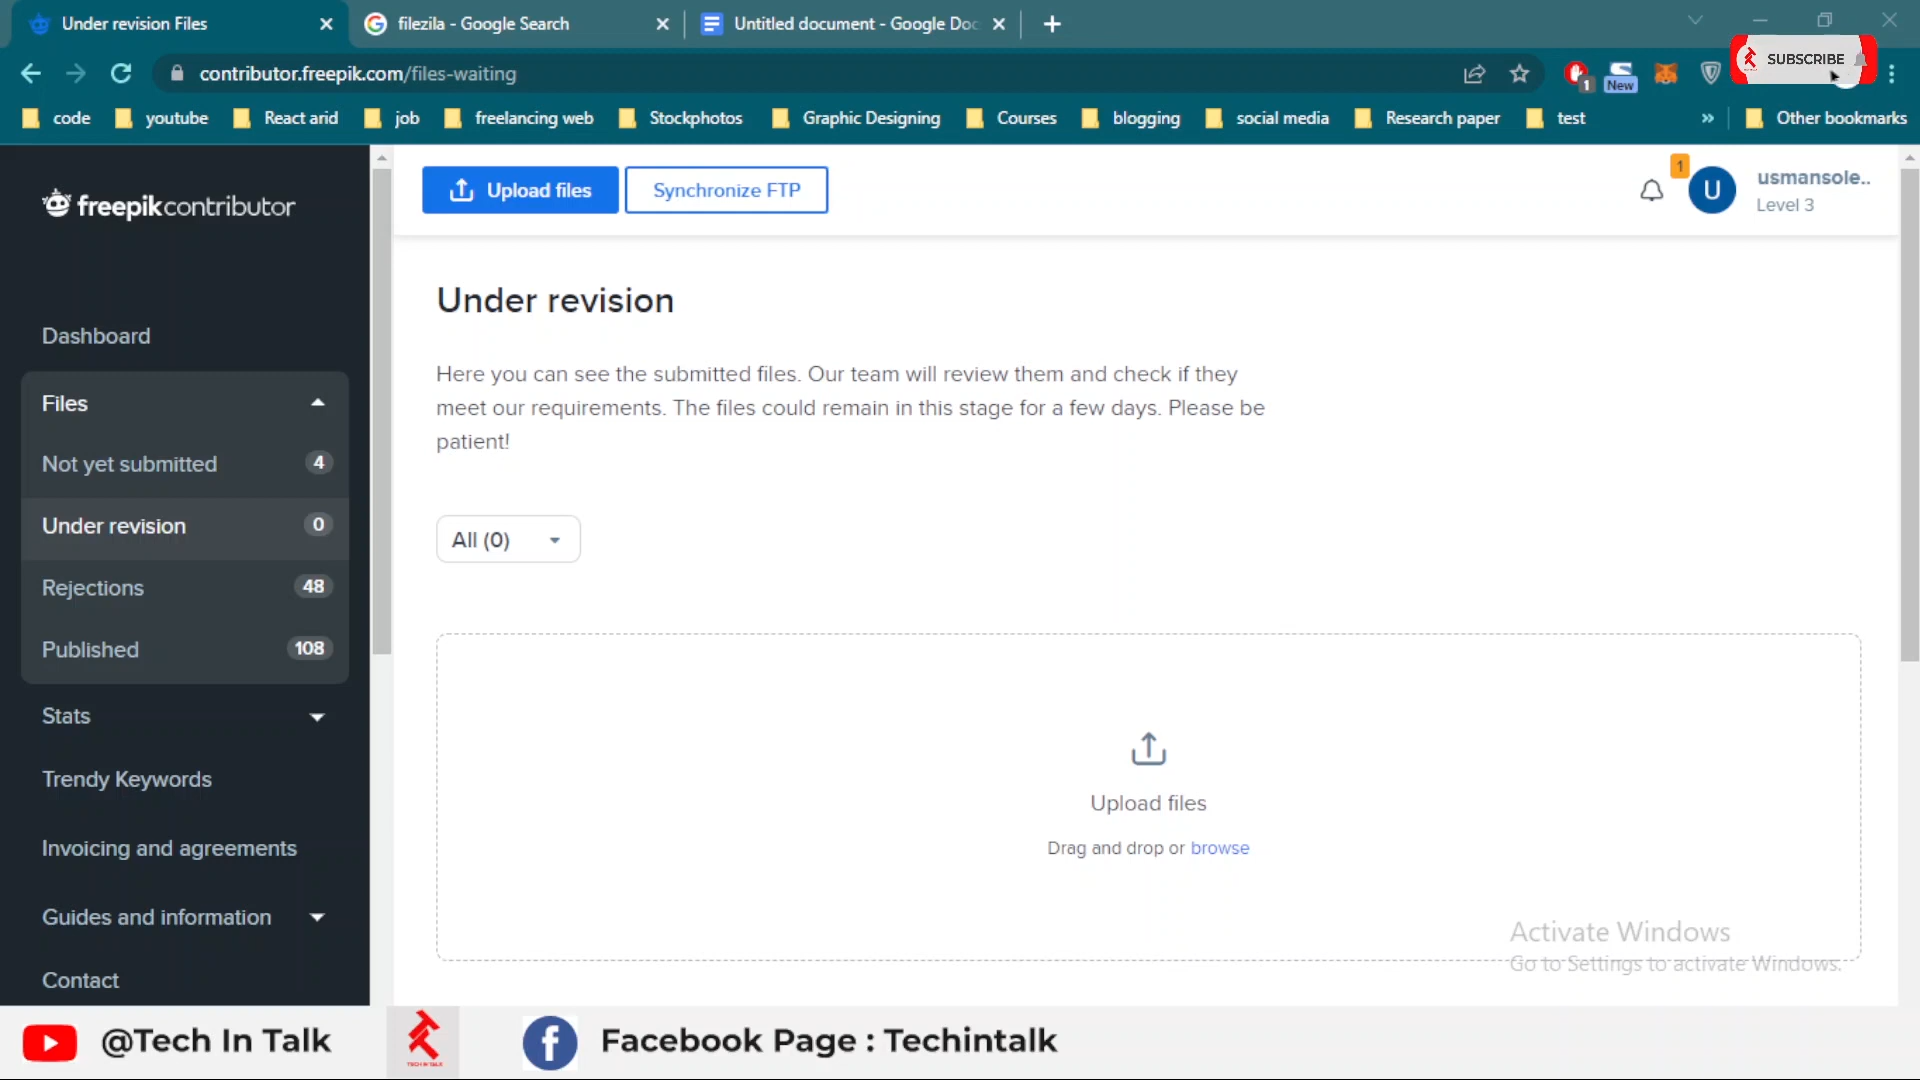 Under revision Files
filezila - Google Search
Untitled document - Google Doc
contributor.freepik.com/files-waiting
1
New
SUBSCRIBE
code
youtube
React arid
job
freelancing web
Stockphotos
Graphic Designing
Courses
blogging
social media
Research paper
test
»
Other bookmarks
freepikcontributor
Upload files
Synchronize FTP
1
U
usmansole..
Level 3
Dashboard
Files
Not yet submitted 4
Under revision 0
Rejections 48
Published 108
Stats
Trendy Keywords
Invoicing and agreements
Guides and information
Contact
Under revision
Here you can see the submitted files. Our team will review them and check if they
meet our requirements. The files could remain in this stage for a few days. Please be
patient!
All (0)
Upload files
Drag and drop or browse
Activate Windows
Go to Settings to activate Windows.
@Tech In Talk
TECH IN TALK
f
Facebook Page : Techintalk